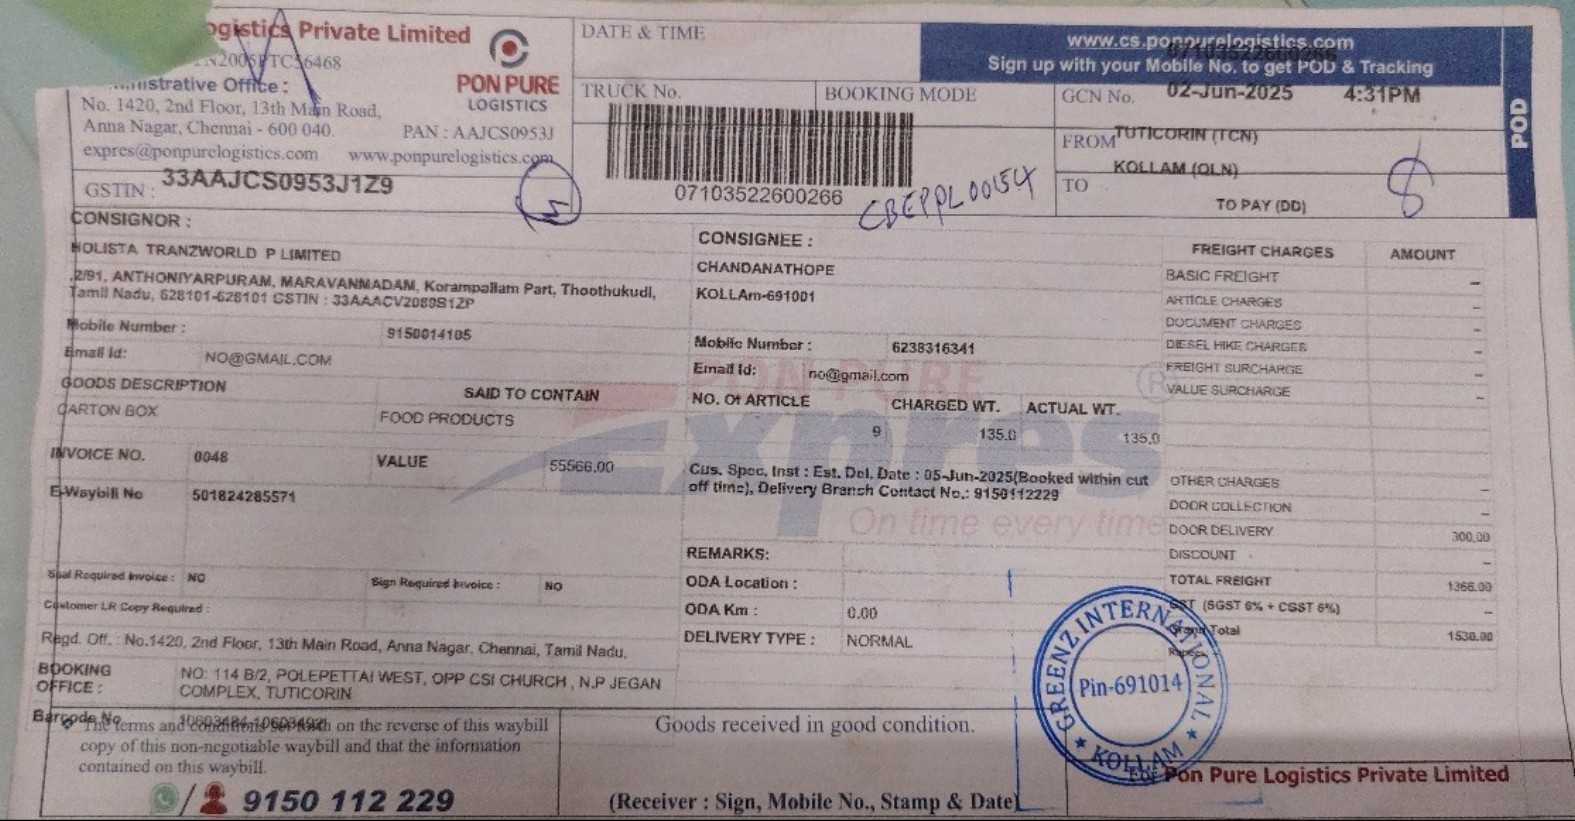 ogistics Private Limited
PON PURE
LOGISTICS
N2005PTC56468
ministrative Office :
No. 1420, 2nd Floor, 13th Main Road,
Anna Nagar, Chennai - 600 040.
PAN : AAJCS0953J
expres@ponpurelogistics.com www.ponpurelogistics.com
GSTIN : 33AAJCS0953J1Z9
5
DATE & TIME
TRUCK No.
BOOKING MODE
07103522600266
CBEPPL00154
www.cs.ponpurelogistics.com
07103522600266
Sign up with your Mobile No. to get POD & Tracking
GCN No. 02-Jun-2025 4:31PM
FROM TUTICORIN (TCN)
KOLLAM (QLN)
TO
TO PAY (DD)
8
POD
CONSIGNOR :
HOLISTA TRANZWORLD P LIMITED
,2/91, ANTHONIYARPURAM, MARAVANMADAM, Korampallam Part, Thoothukudi,
Tamil Nadu, 628101-628101 GSTIN : 33AAACV2089S1ZP
Mobile Number : 9150014105
Email Id: NO@GMAIL.COM
GOODS DESCRIPTION SAID TO CONTAIN
CARTON BOX FOOD PRODUCTS
INVOICE NO. 0048 VALUE 55566.00
E-Waybill No 501824285571
Seal Required Invoice : NO Sign Required Invoice : NO
Customer LR Copy Required :
Regd. Off. : No.1420, 2nd Floor, 13th Main Road, Anna Nagar, Chennai, Tamil Nadu,
BOOKING OFFICE : NO: 114 B/2, POLEPETTAI WEST, OPP CSI CHURCH , N.P JEGAN
COMPLEX, TUTICORIN
Barcode No 10603484-10603492
The terms and conditions set forth on the reverse of this waybill
copy of this non-negotiable waybill and that the information
contained on this waybill.
9150 112 229
CONSIGNEE :
CHANDANATHOPE
KOLLAm-691001
Mobile Number : 6238316341
Email Id: no@gmail.com
NO. Of ARTICLE CHARGED WT. ACTUAL WT.
9 135.0 135.0
Cus. Spec. Inst : Est. Del. Date : 05-Jun-2025(Booked within cut
off time), Delivery Branch Contact No.: 9150112229
PON PURE
Expres
®
On time every time
REMARKS:
ODA Location :
ODA Km : 0.00
DELIVERY TYPE : NORMAL
Goods received in good condition.
(Receiver : Sign, Mobile No., Stamp & Date)
FREIGHT CHARGES AMOUNT
BASIC FREIGHT –
ARTICLE CHARGES –
DOCUMENT CHARGES –
DIESEL HIKE CHARGES –
FREIGHT SURCHARGE –
VALUE SURCHARGE –
OTHER CHARGES –
DOOR COLLECTION –
DOOR DELIVERY 300.00
DISCOUNT –
TOTAL FREIGHT 1366.00
GST (SGST 6% + CGST 6%) –
Grand Total 1530.00
Rupees
GREENZ INTERNATIONAL
Pin-691014
★ KOLLAM ★
For Pon Pure Logistics Private Limited